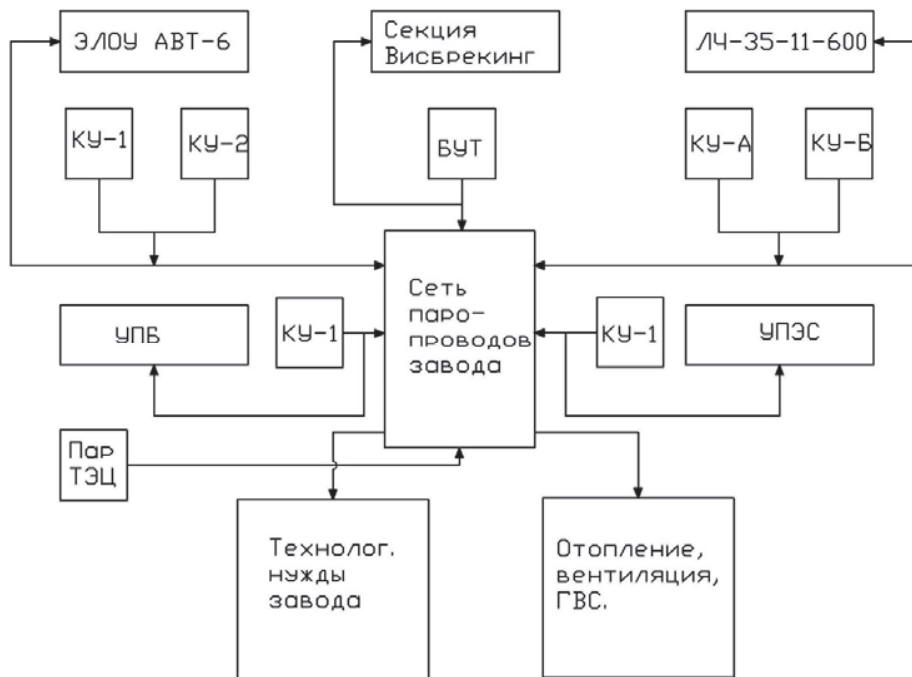 ЭЛОУ АВТ-6
Секция
Висбрекинг
ЛЧ-35-11-600
КУ-1
КУ-2
БУТ
КУ-А
КУ-Б
Сеть
паро-
проводов
завода
УПБ
КУ-1
КУ-1
УПЭС
Пар
ТЭЦ
Технолог.
нужды
завода
Отопление,
вентиляция,
ГВС.